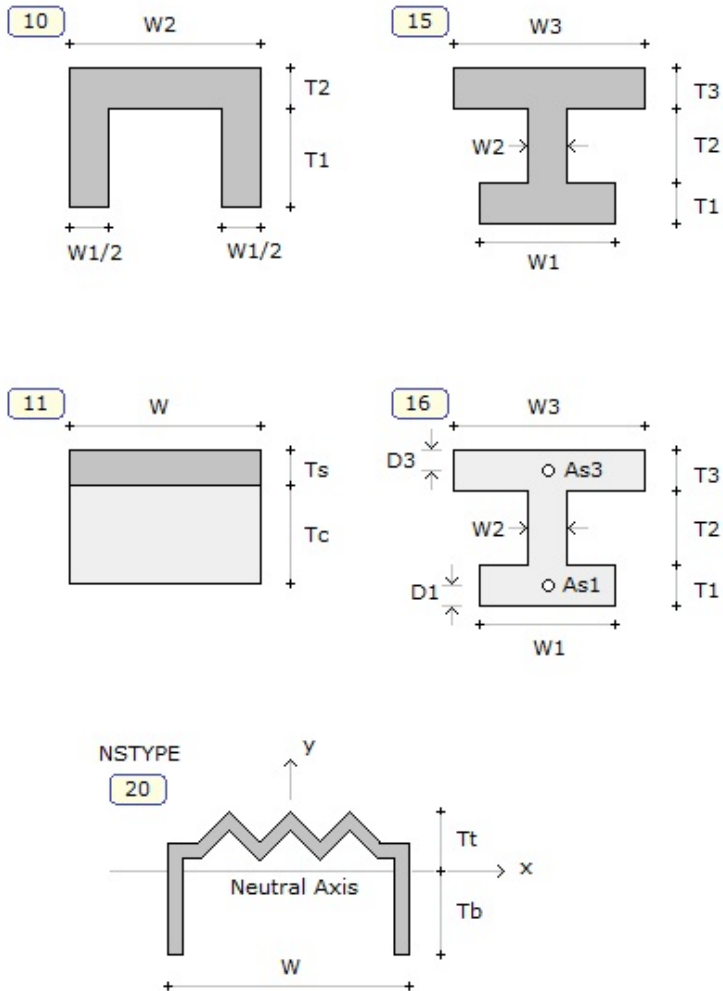 10
W2
T2
T1
W1/2
W1/2
15
W3
T3
W2
T2
T1
W1
11
W
Ts
Tc
16
W3
D3
As3
T3
W2
T2
D1
As1
T1
W1
NSTYPE
20
y
Tt
x
Neutral Axis
Tb
W